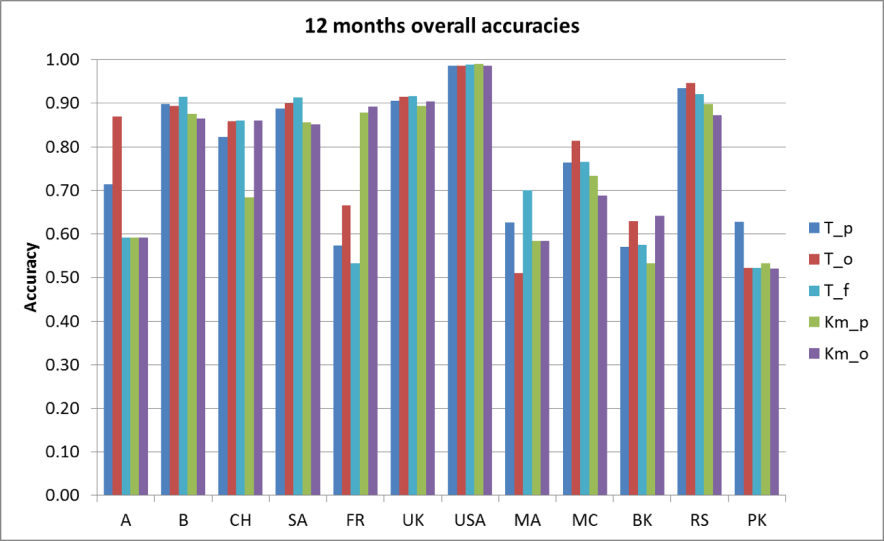 12 months overall accuracies
1.00
0.90
0.80
0.70
0.60
0.50
0.40
0.30
0.20
0.10
0.00
Accuracy
A B CH SA FR UK USA MA MC BK RS PK
T_p
T_o
T_f
Km_p
Km_o